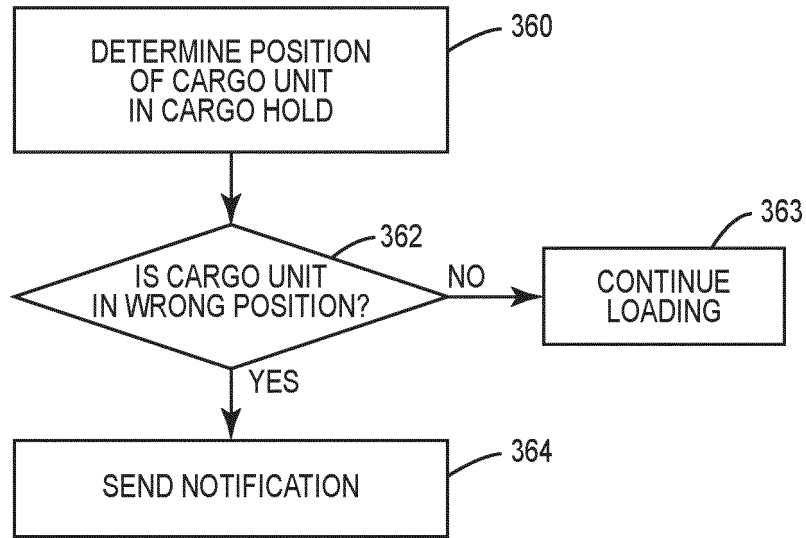 DETERMINE POSITION
OF CARGO UNIT
IN CARGO HOLD
360
IS CARGO UNIT
IN WRONG POSITION?
362
NO
CONTINUE
LOADING
363
YES
SEND NOTIFICATION
364